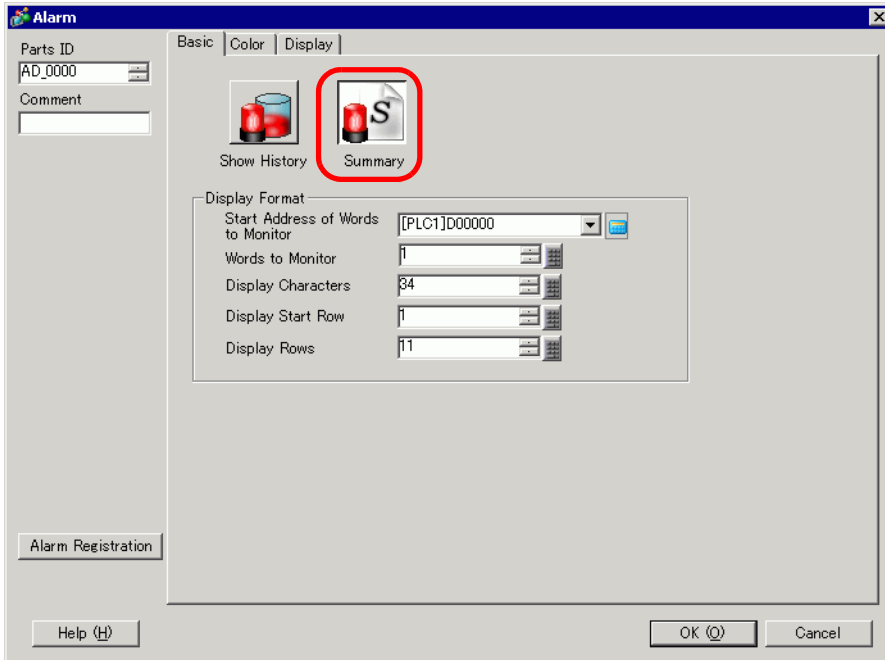 Alarm
Parts ID
AD_0000
Comment
Basic
Color
Display
Show History
Summary
Display Format
Start Address of Words
to Monitor
[PLC1]D00000
Words to Monitor
1
Display Characters
34
Display Start Row
1
Display Rows
11
Alarm Registration
Help (H)
OK (O)
Cancel